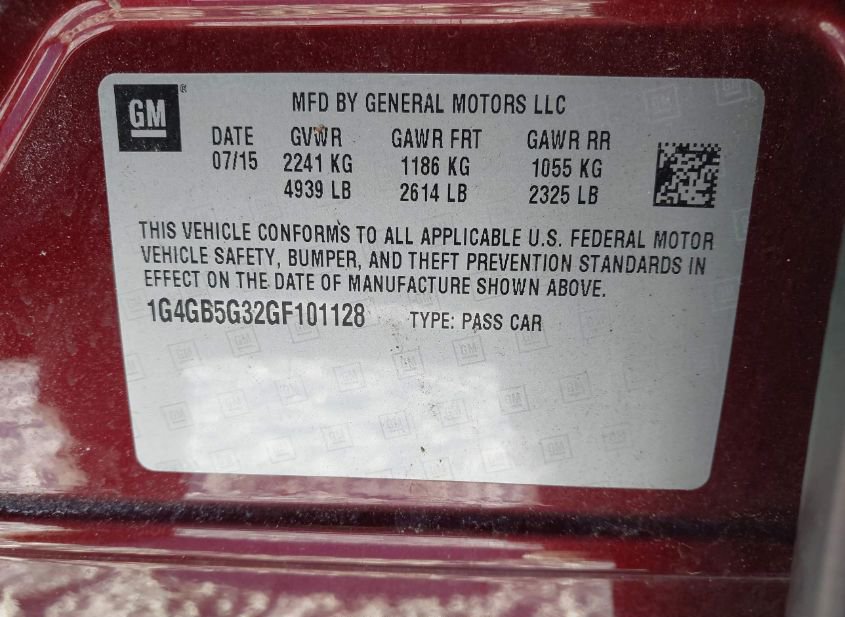 GM ®
MFD BY GENERAL MOTORS LLC
DATE GVWR GAWR FRT GAWR RR
07/15 2241 KG 1186 KG 1055 KG
4939 LB 2614 LB 2325 LB
THIS VEHICLE CONFORMS TO ALL APPLICABLE U.S. FEDERAL MOTOR
VEHICLE SAFETY, BUMPER, AND THEFT PREVENTION STANDARDS IN
EFFECT ON THE DATE OF MANUFACTURE SHOWN ABOVE.
1G4GB5G32GF101128 TYPE: PASS CAR